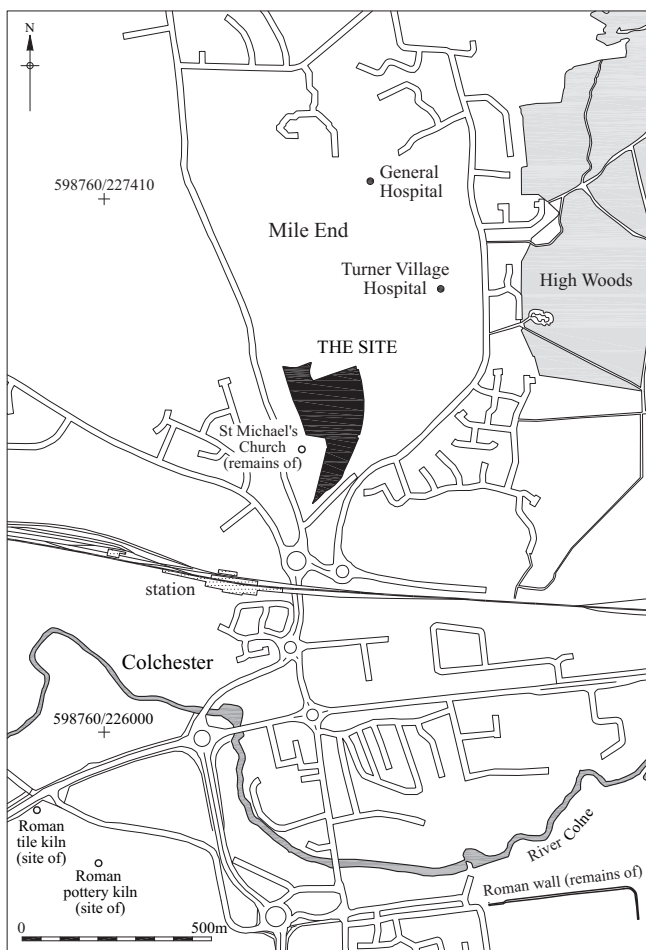 N
598760/227410
General
Hospital
Mile End
Turner Village
Hospital
High Woods
THE SITE
St Michael's
Church
(remains of)
station
Colchester
598760/226000
Roman
tile kiln
(site of)
Roman
pottery kiln
(site of)
River Colne
Roman wall (remains of)
0
500m